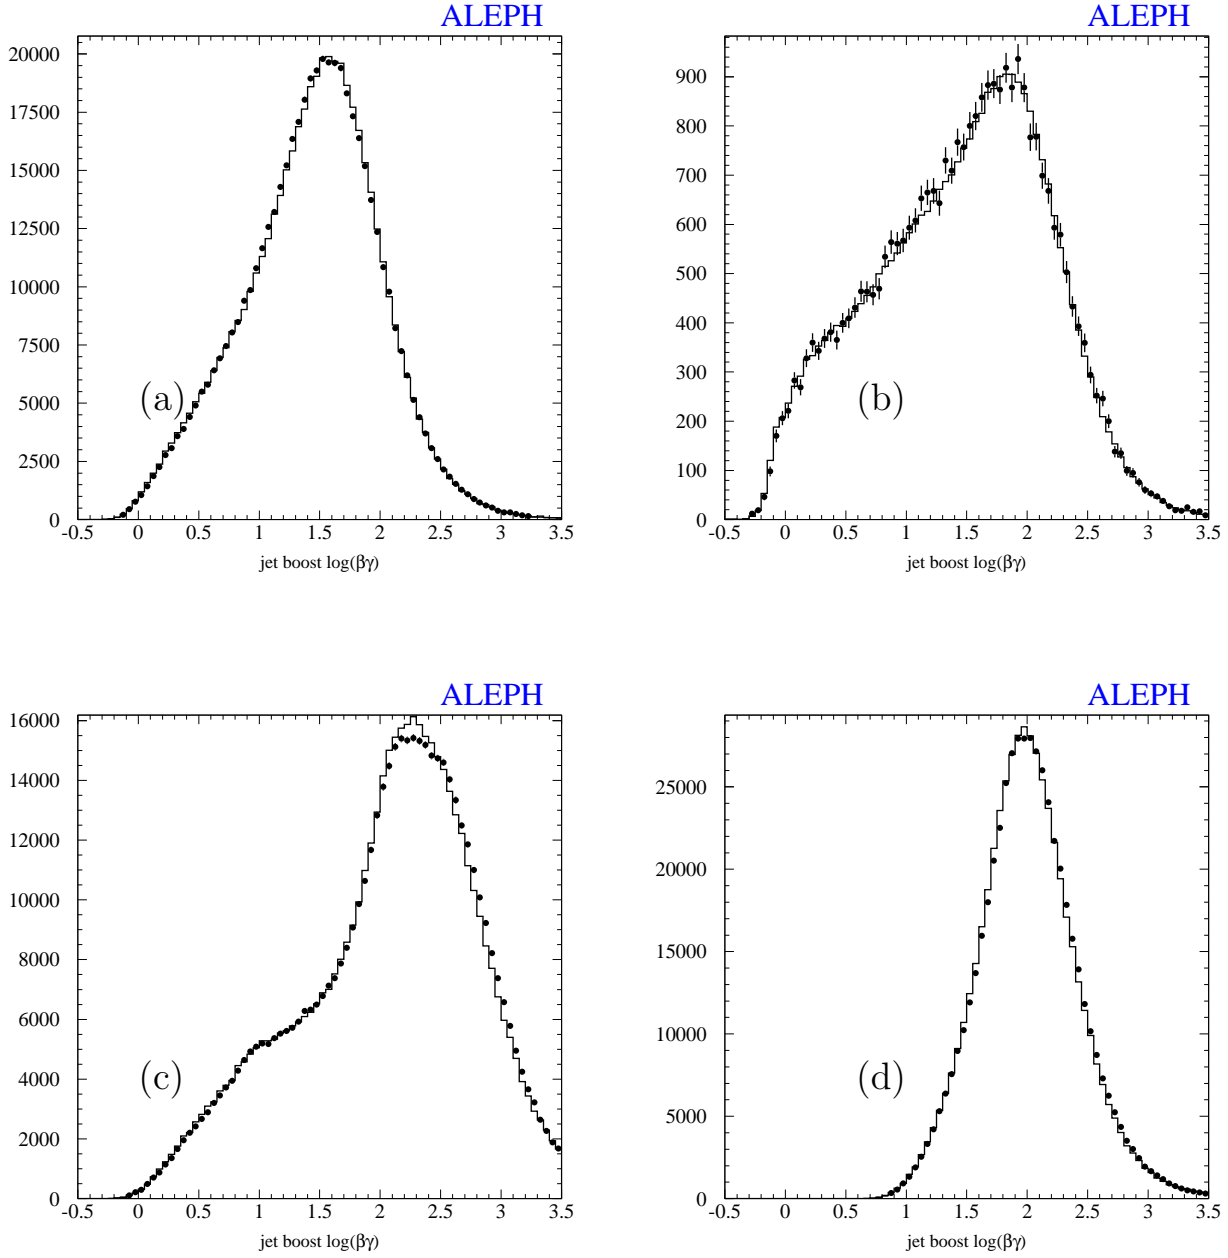 ALEPH
20000
17500
15000
12500
10000
7500
5000
2500
0
(a)
-0.5 0 0.5 1 1.5 2 2.5 3 3.5
jet boost log(βγ)
ALEPH
900
800
700
600
500
400
300
200
100
0
(b)
-0.5 0 0.5 1 1.5 2 2.5 3 3.5
jet boost log(βγ)
ALEPH
16000
14000
12000
10000
8000
6000
4000
2000
0
(c)
-0.5 0 0.5 1 1.5 2 2.5 3 3.5
jet boost log(βγ)
ALEPH
25000
20000
15000
10000
5000
0
(d)
-0.5 0 0.5 1 1.5 2 2.5 3 3.5
jet boost log(βγ)